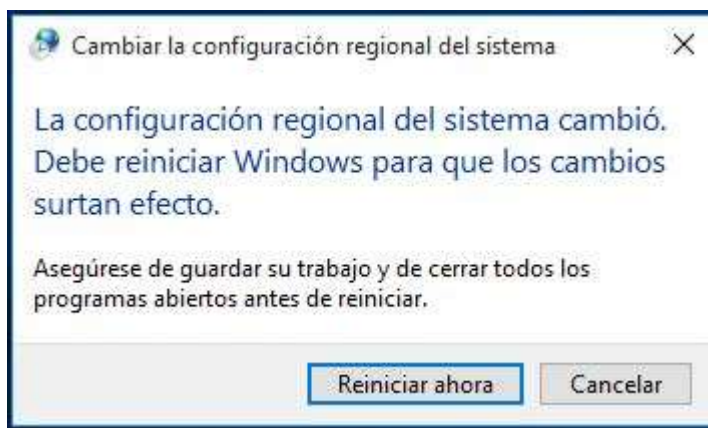 Cambiar la configuración regional del sistema
La configuración regional del sistema cambió.
Debe reiniciar Windows para que los cambios
surtan efecto.
Asegúrese de guardar su trabajo y de cerrar todos los
programas abiertos antes de reiniciar.
Reiniciar ahora
Cancelar